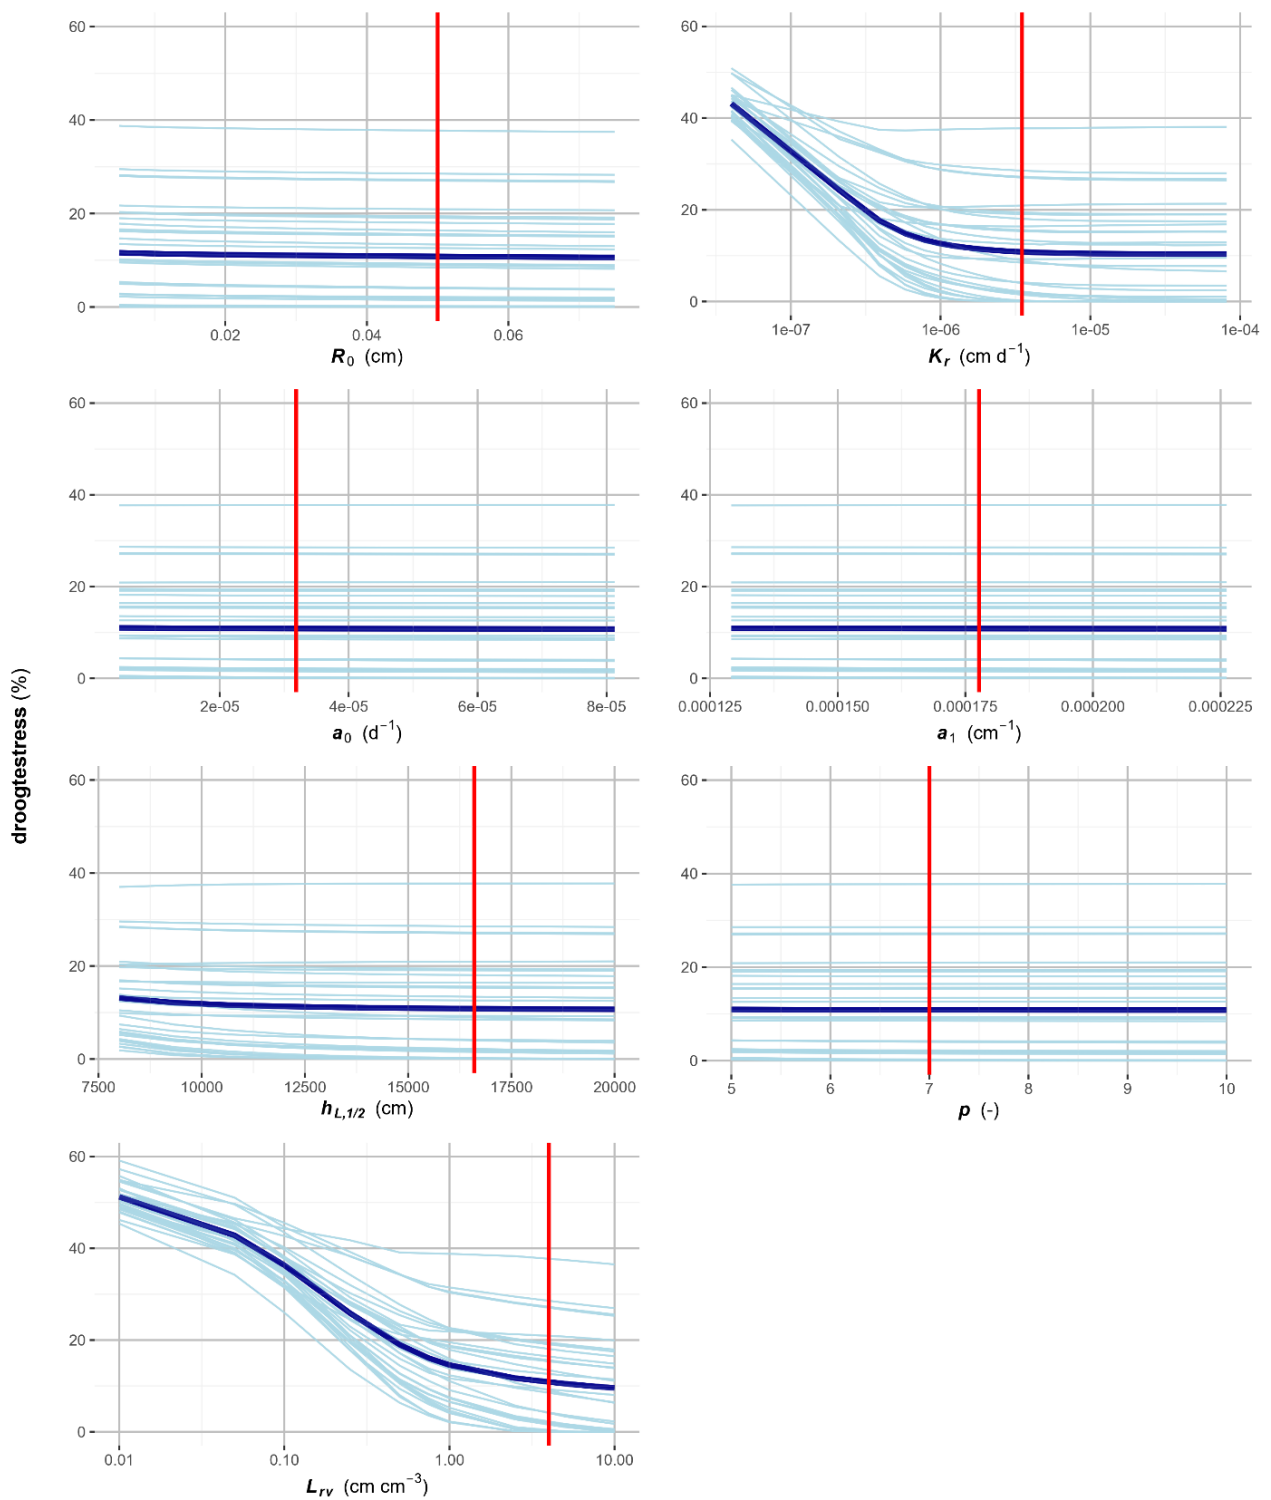 droogtestress (%)
60
40
20
0
0.02 0.04 0.06
R0 (cm)
60
40
20
0
1e-07 1e-06 1e-05 1e-04
Kr (cm d−1)
60
40
20
0
2e-05 4e-05 6e-05 8e-05
a0 (d−1)
60
40
20
0
0.000125 0.000150 0.000175 0.000200 0.000225
a1 (cm−1)
60
40
20
0
7500 10000 12500 15000 17500 20000
hL,1/2 (cm)
60
40
20
0
5 6 7 8 9 10
p (-)
60
40
20
0
0.01 0.10 1.00 10.00
Lrv (cm cm−3)